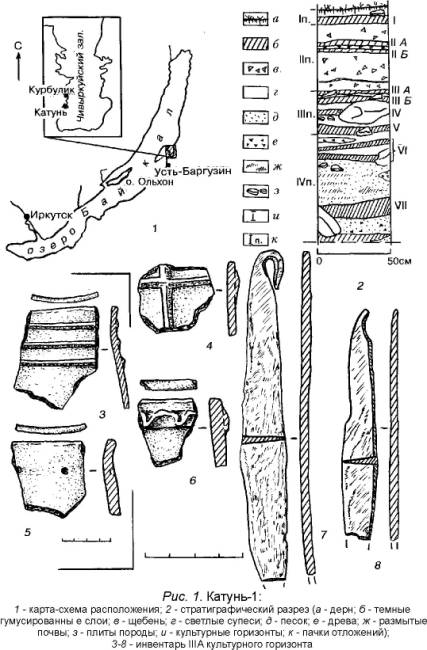 С
Курбулик
Катунь
Чивыркуйский зал.
Усть-Баргузин
о. Ольхон
Иркутск
озеро Байкал
1
а
б
в
г
д
е
ж
з
и
п.
к
Iп.
IIп.
IIIп.
IVп.
I
II А
II Б
III А
III Б
IV
V
VI
VII
0 50см
2
3
4
5
6
7
8
Рис. 1. Катунь-1:
1 - карта-схема расположения; 2 - стратиграфический разрез (а - дерн; б - темные
гумусированны е слои; в - щебень; г - светлые супеси; д - песок; е - древа; ж - размытые
почвы; з - плиты породы; и - культурные горизонты; к - пачки отложений);
3-8 - инвентарь IIIА культурного горизонта